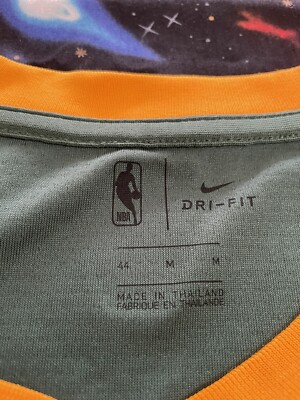 NBA
DRI-FIT
44 M M
MADE IN THAILAND
FABRIQUÉ EN THAÏLANDE